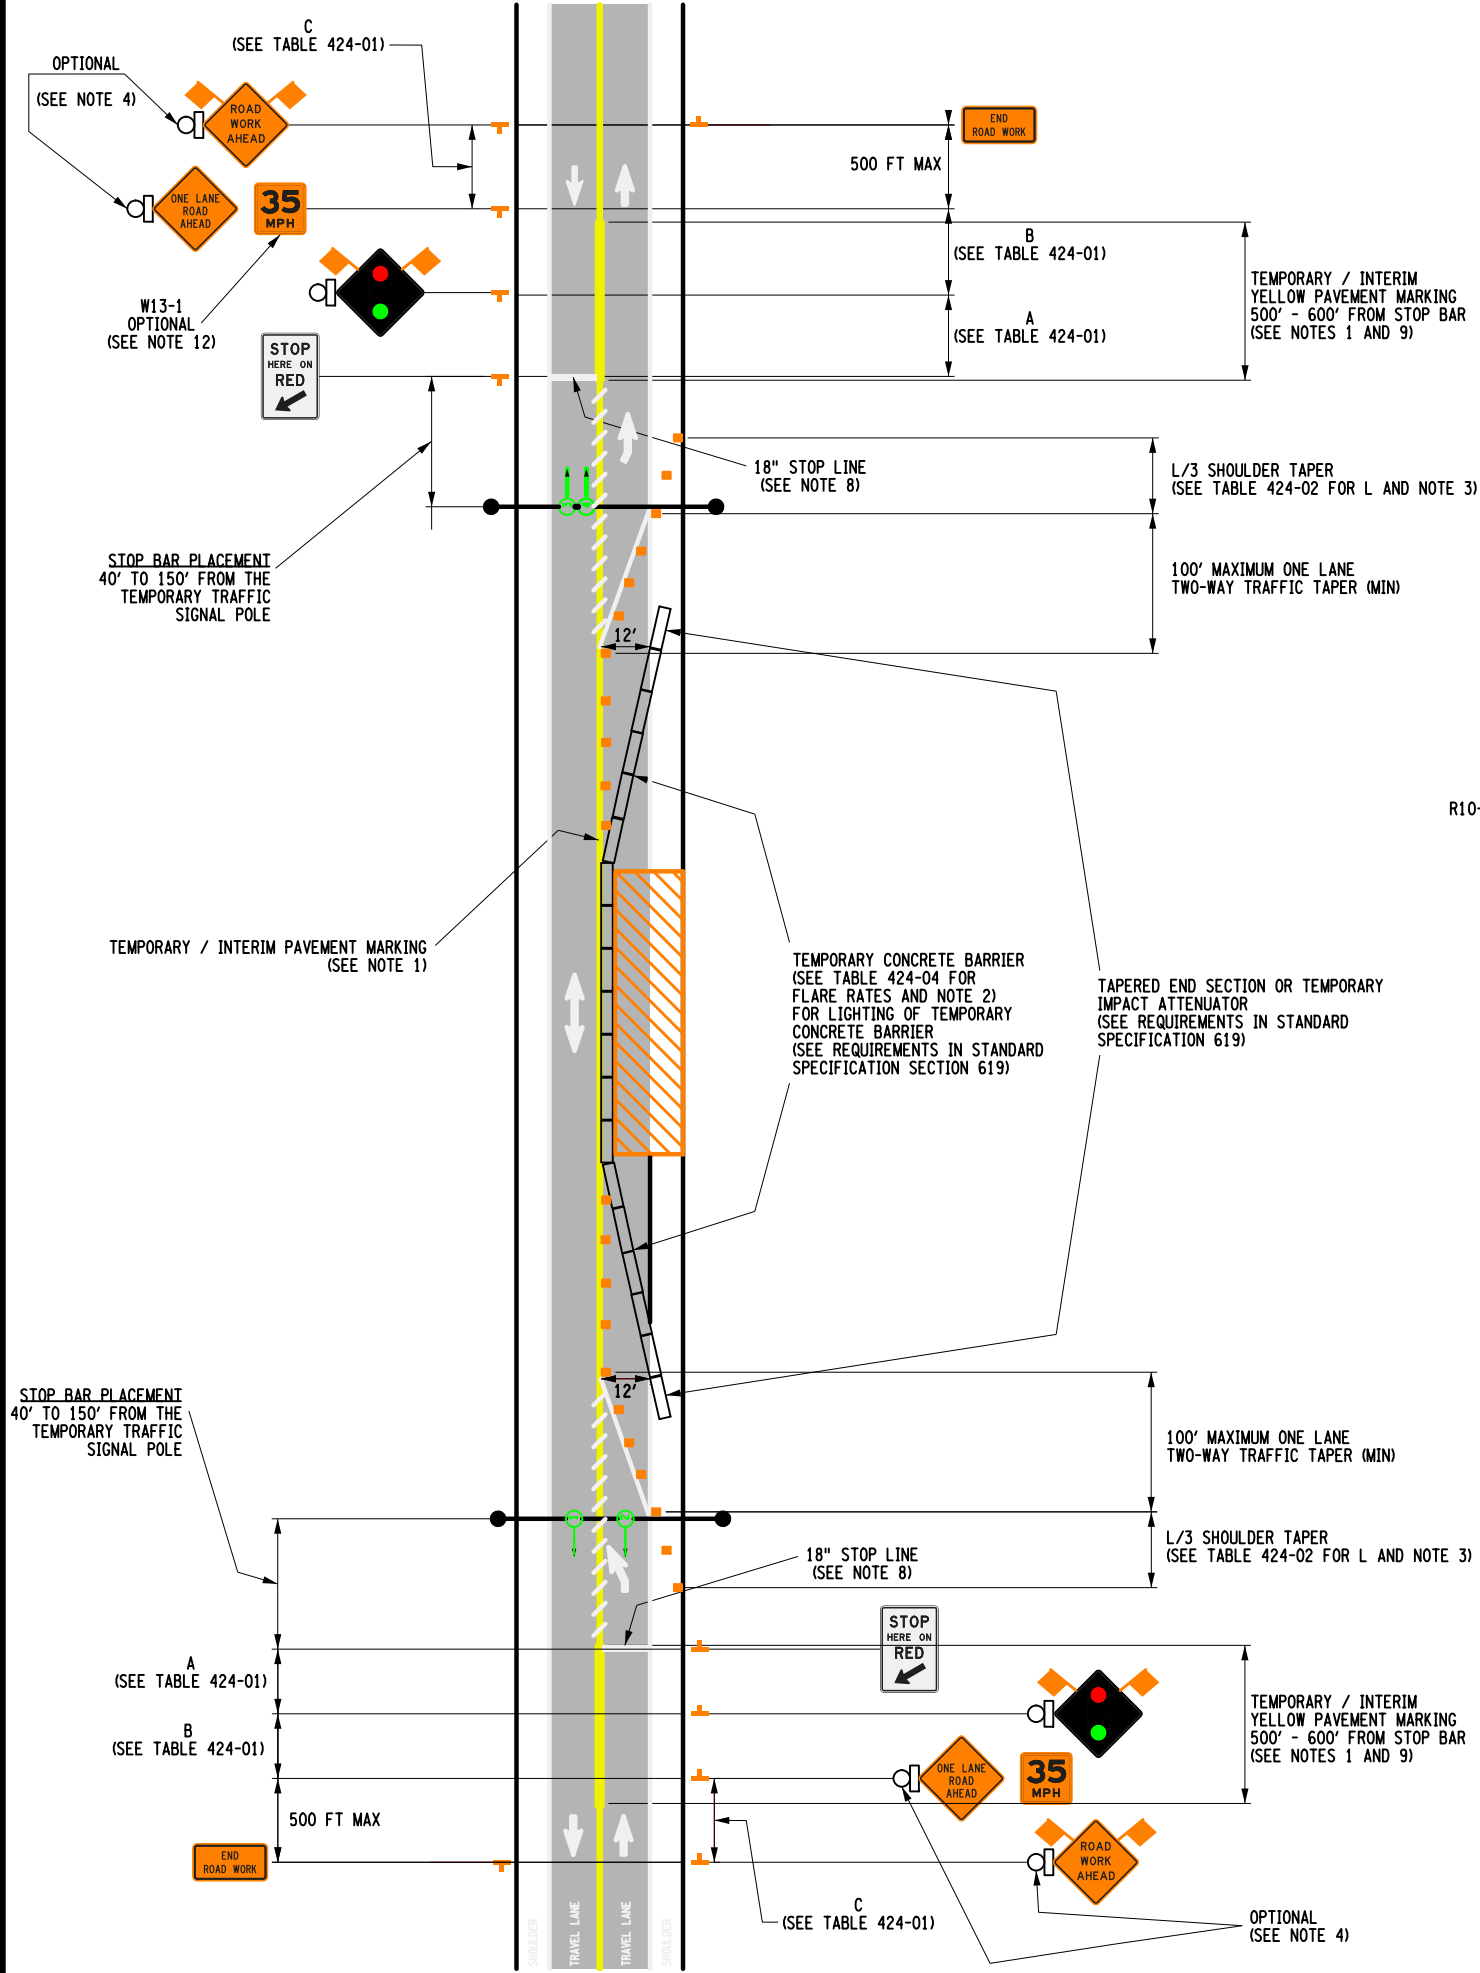 C
(SEE TABLE 424-01)
OPTIONAL
(SEE NOTE 4)
ROAD
WORK
AHEAD
END
ROAD WORK
500 FT MAX
ONE LANE
ROAD
AHEAD
35
MPH
B
(SEE TABLE 424-01)
TEMPORARY / INTERIM
YELLOW PAVEMENT MARKING
500' - 600' FROM STOP BAR
(SEE NOTES 1 AND 9)
W13-1
OPTIONAL
(SEE NOTE 12)
A
(SEE TABLE 424-01)
STOP
HERE ON
RED
18" STOP LINE
(SEE NOTE 8)
L/3 SHOULDER TAPER
(SEE TABLE 424-02 FOR L AND NOTE 3)
3
STOP BAR PLACEMENT
40' TO 150' FROM THE
TEMPORARY TRAFFIC
SIGNAL POLE
100' MAXIMUM ONE LANE
TWO-WAY TRAFFIC TAPER (MIN)
12'
R10-
TEMPORARY / INTERIM PAVEMENT MARKING
(SEE NOTE 1)
TEMPORARY CONCRETE BARRIER
(SEE TABLE 424-04 FOR
FLARE RATES AND NOTE 2)
FOR LIGHTING OF TEMPORARY
CONCRETE BARRIER
(SEE REQUIREMENTS IN STANDARD
SPECIFICATION SECTION 619)
TAPERED END SECTION OR TEMPORARY
IMPACT ATTENUATOR
(SEE REQUIREMENTS IN STANDARD
SPECIFICATION 619)
12'
STOP BAR PLACEMENT
40' TO 150' FROM THE
TEMPORARY TRAFFIC
SIGNAL POLE
100' MAXIMUM ONE LANE
TWO-WAY TRAFFIC TAPER (MIN)
1
2
L/3 SHOULDER TAPER
(SEE TABLE 424-02 FOR L AND NOTE 3)
18" STOP LINE
(SEE NOTE 8)
STOP
HERE ON
RED
A
(SEE TABLE 424-01)
B
(SEE TABLE 424-01)
TEMPORARY / INTERIM
YELLOW PAVEMENT MARKING
500' - 600' FROM STOP BAR
(SEE NOTES 1 AND 9)
ONE LANE
ROAD
AHEAD
35
MPH
500 FT MAX
END
ROAD WORK
ROAD
WORK
AHEAD
C
(SEE TABLE 424-01)
OPTIONAL
(SEE NOTE 4)
SHOULDER
TRAVEL LANE
TRAVEL LANE
SHOULDER